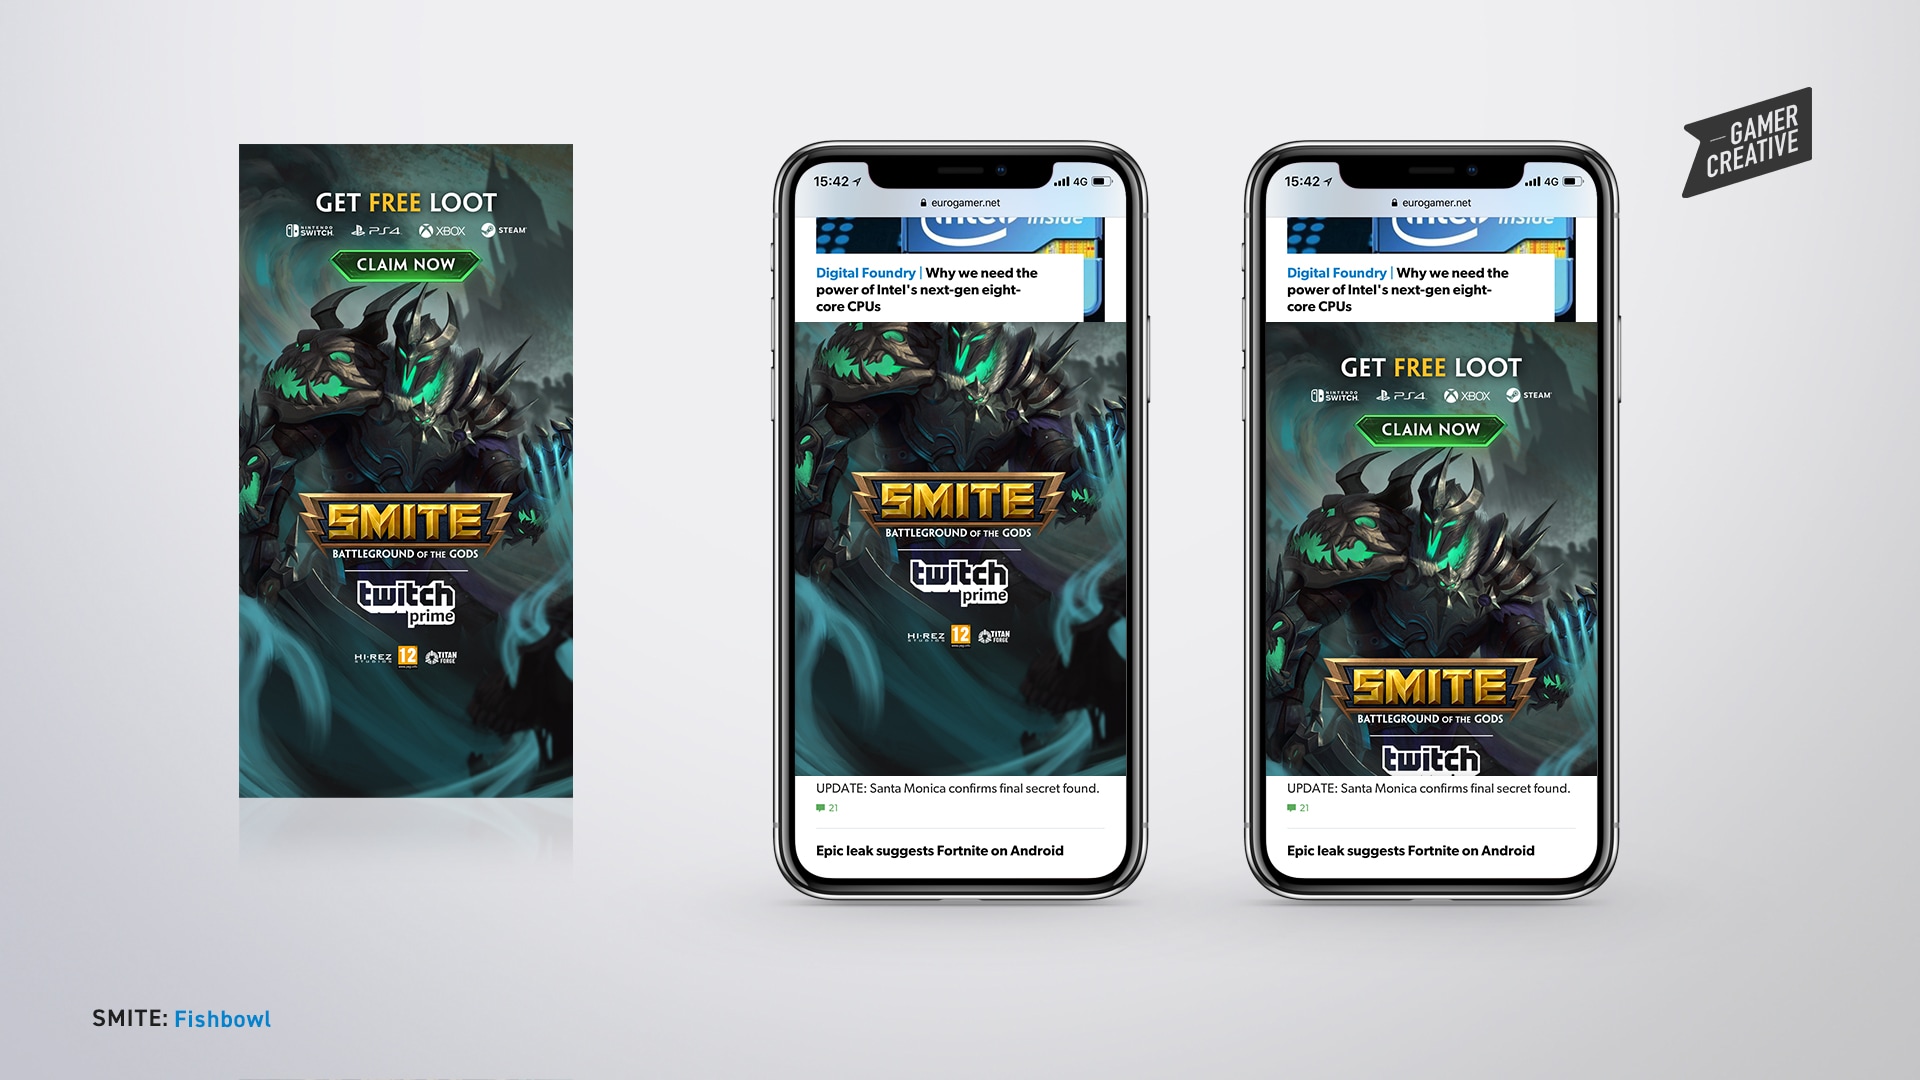 GAMER
CREATIVE
GET FREE LOOT
NINTENDO
SWITCH
PS4
XBOX
STEAM
CLAIM NOW
SMITE
BATTLEGROUND OF THE GODS
twitch
prime
HI-REZ
STUDIOS
12
TITAN
FORGE
15:42
4G
eurogamer.net
intel inside
Digital Foundry | Why we need the
power of Intel's next-gen eight-
core CPUs
SMITE
BATTLEGROUND OF THE GODS
twitch
prime
HI-REZ
STUDIOS
12
TITAN
FORGE
UPDATE: Santa Monica confirms final secret found.
21
Epic leak suggests Fortnite on Android
15:42
4G
eurogamer.net
intel inside
Digital Foundry | Why we need the
power of Intel's next-gen eight-
core CPUs
GET FREE LOOT
NINTENDO
SWITCH
PS4
XBOX
STEAM
CLAIM NOW
SMITE
BATTLEGROUND OF THE GODS
twitch
UPDATE: Santa Monica confirms final secret found.
21
Epic leak suggests Fortnite on Android
SMITE: Fishbowl